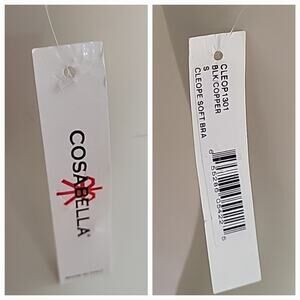 COSABELLA®
CLEOP1301
BLK/COPPER
S
CLEOPE SOFT BRA